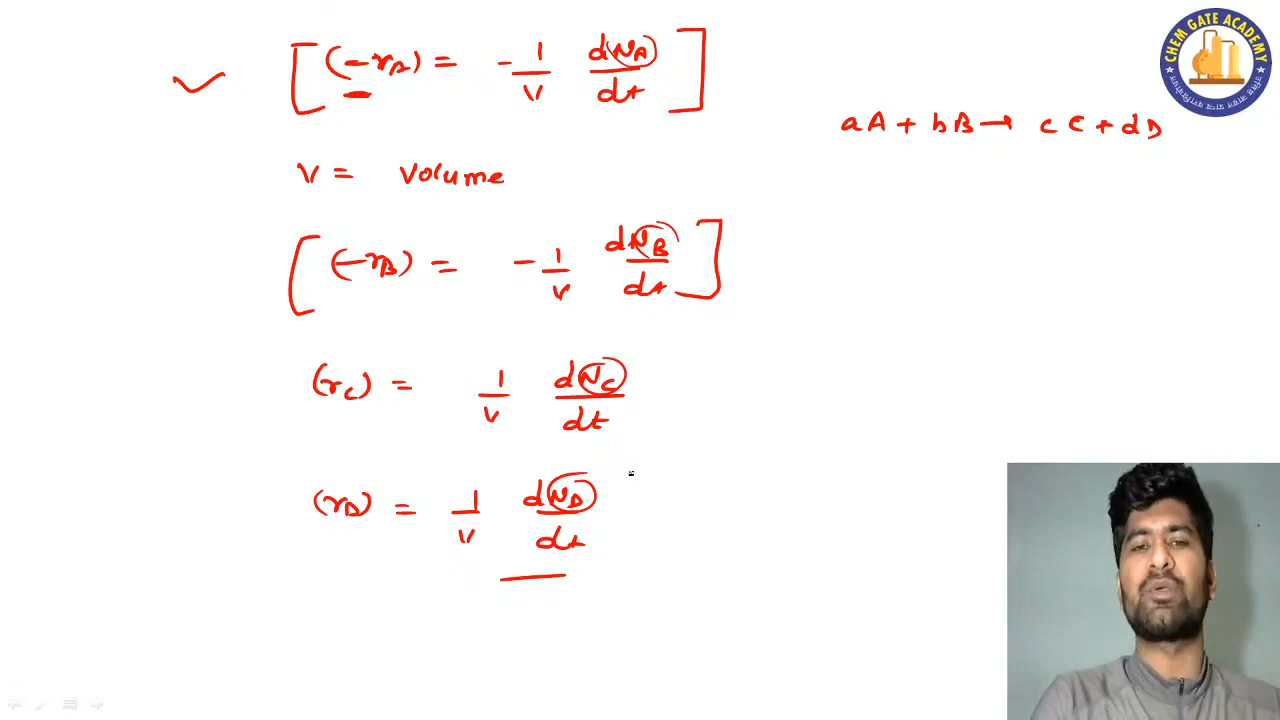 (-rA) = - 1/V dNA/dt
aA + bB → cC + dD
V = Volume
(-rB) = - 1/V dNB/dt
(rC) = 1/V dNC/dt
(rD) = 1/V dND/dt
CHEM GATE ACADEMY